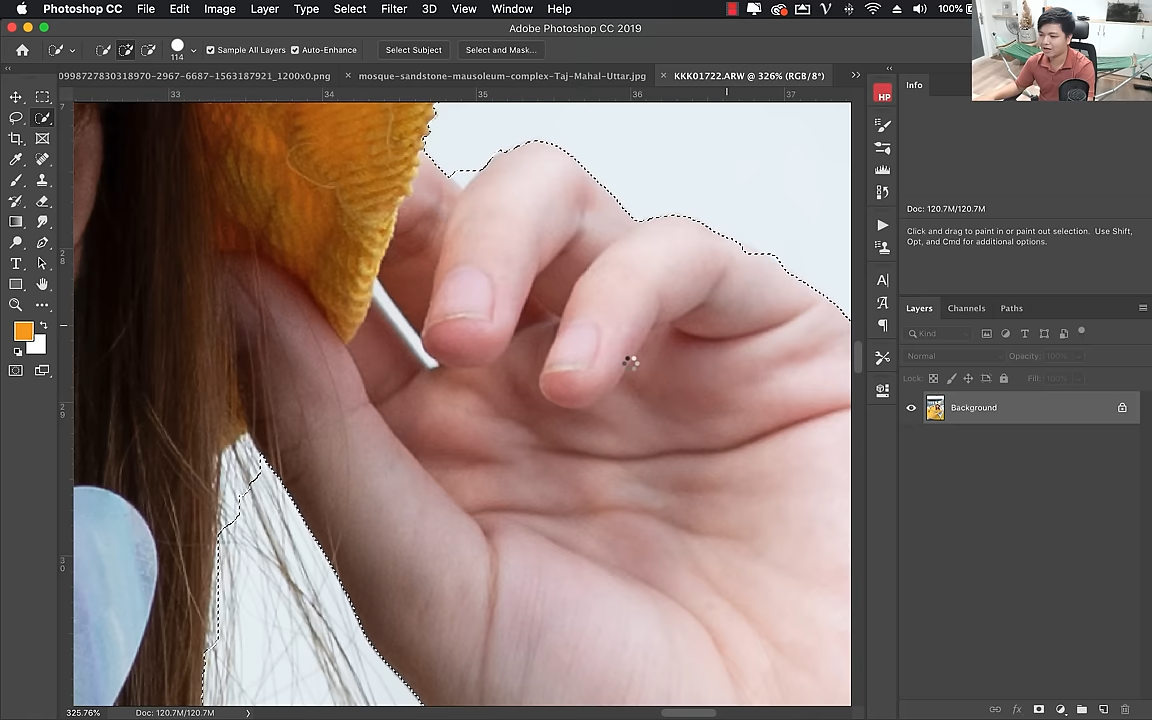 Photoshop CC File Edit Image Layer Type Select Filter 3D View Window Help 100%
Adobe Photoshop CC 2019
114 Sample All Layers Auto-Enhance Select Subject Select and Mask...
0998727830318970-2967-6687-1563187921_1200x0.png mosque-sandstone-mausoleum-complex-Taj-Mahal-Uttar.jpg KKK01722.ARW @ 326% (RGB/8*)
33 34 35 36 37
Info
Doc: 120.7M/120.7M
Click and drag to paint in or paint out selection. Use Shift,
Opt, and Cmd for additional options.
Layers Channels Paths
Kind
Normal Opacity: 100%
Lock: Fill: 100%
Background
325.76% Doc: 120.7M/120.7M